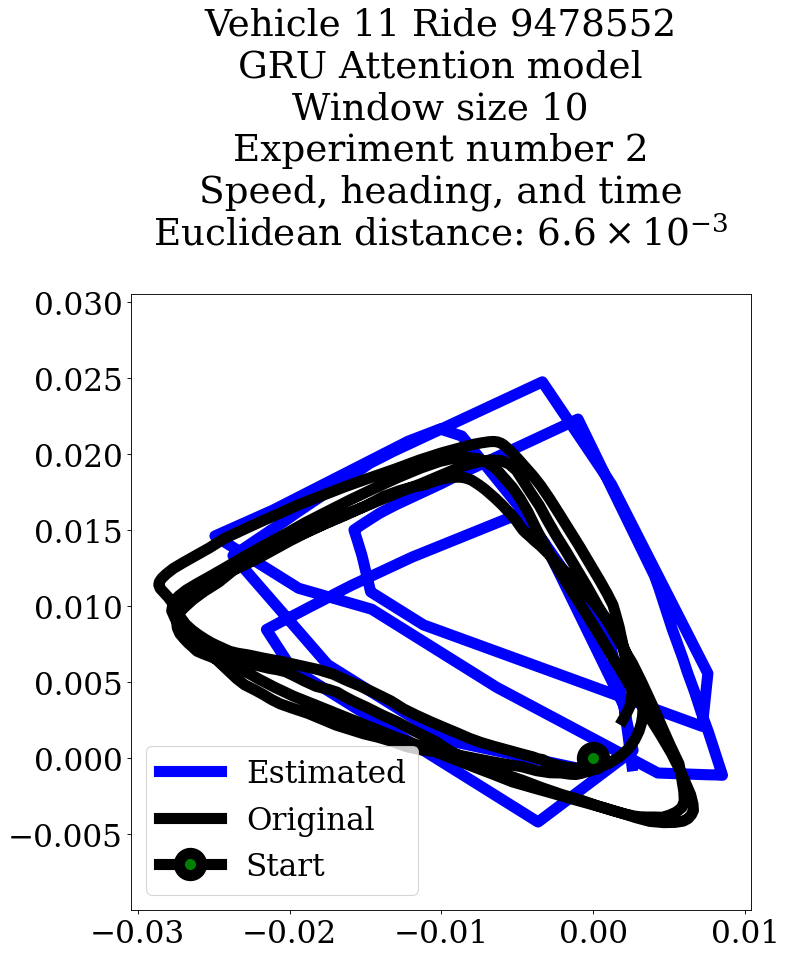 Vehicle 11 Ride 9478552
GRU Attention model
Window size 10
Experiment number 2
Speed, heading, and time
Euclidean distance: 6.6 × 10⁻³
0.030
0.025
0.020
0.015
0.010
0.005
0.000
−0.005
Estimated
Original
Start
−0.03 −0.02 −0.01 0.00 0.01